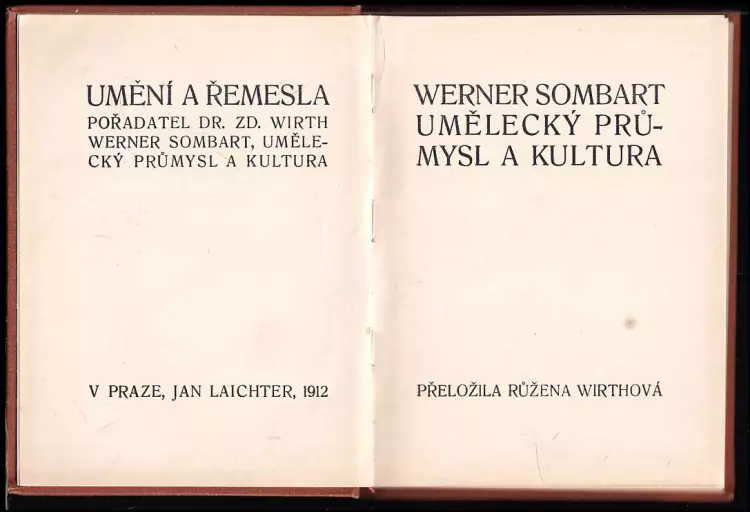 UMĚNÍ A ŘEMESLA
POŘADATEL DR. ZD. WIRTH
WERNER SOMBART, UMĚLE-
CKÝ PRŮMYSL A KULTURA
V PRAZE, JAN LAICHTER, 1912
WERNER SOMBART
UMĚLECKÝ PRŮ-
MYSL A KULTURA
PŘELOŽILA RŮŽENA WIRTHOVÁ